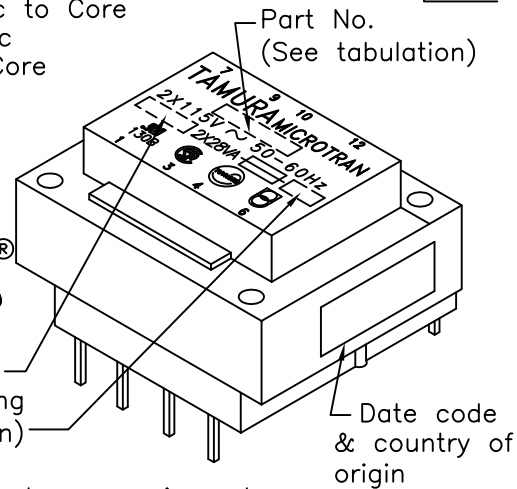 c to Core
c
Core
Part No.
(See tabulation)
7 9 10 12
TAMURA MICROTRAN
2X115V ~ 50-60Hz
130B 2X28VA
1 3 4 6
®
ng
n)
Date code
& country of
origin